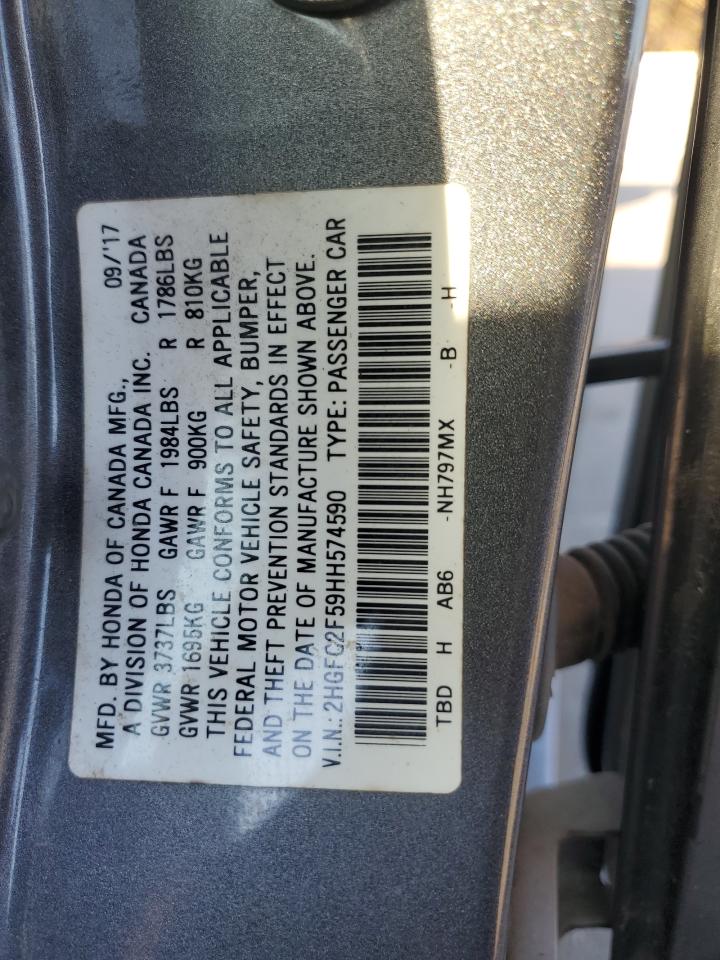 MFD. BY HONDA OF CANADA MFG., 09/'17
A DIVISION OF HONDA CANADA INC. CANADA
GVWR 3737LBS GAWR F 1984LBS R 1786LBS
GVWR 1695KG GAWR F 900KG R 810KG
THIS VEHICLE CONFORMS TO ALL APPLICABLE
FEDERAL MOTOR VEHICLE SAFETY, BUMPER,
AND THEFT PREVENTION STANDARDS IN EFFECT
ON THE DATE OF MANUFACTURE SHOWN ABOVE.
V.I.N.: 2HGFC2F59HH574590 TYPE: PASSENGER CAR
TBD H AB6 -NH797MX -B -H